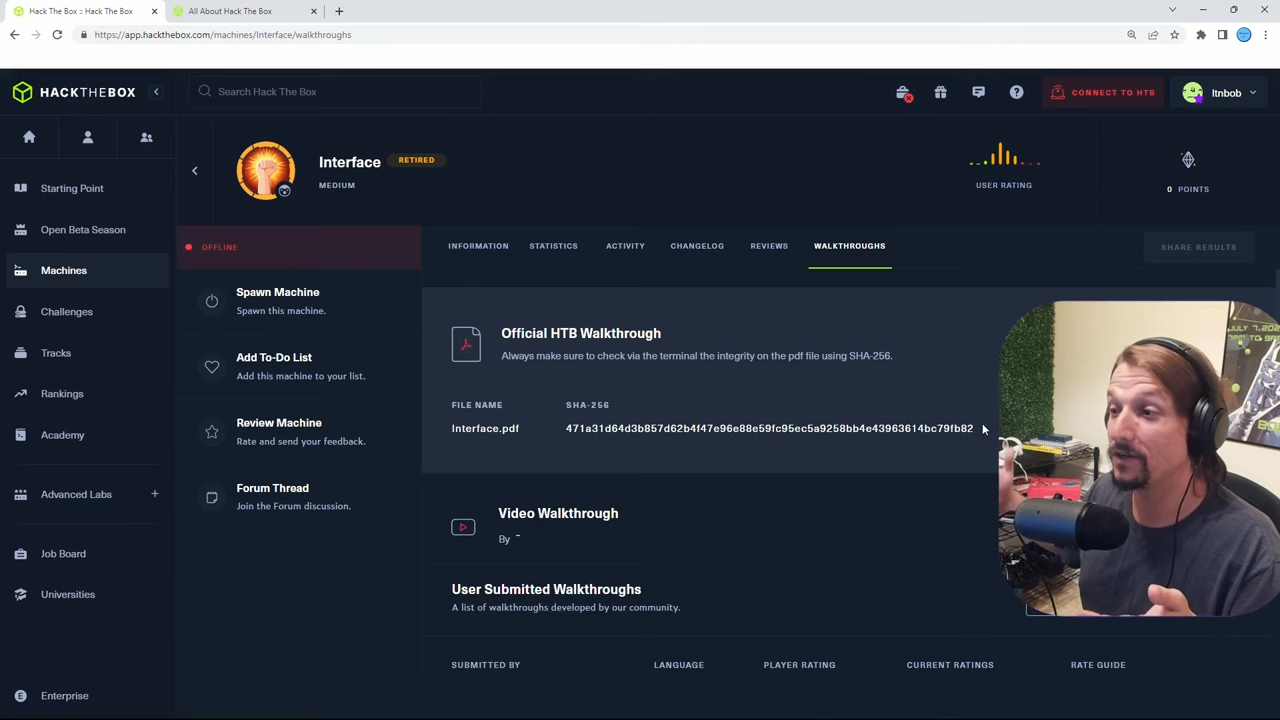 Hack The Box :: Hack The Box
All About Hack The Box
https://app.hackthebox.com/machines/Interface/walkthroughs
HACKTHEBOX
Search Hack The Box
CONNECT TO HTB
ltnbob
Starting Point
Open Beta Season
Machines
Challenges
Tracks
Rankings
Academy
Advanced Labs
Job Board
Universities
Enterprise
Interface
RETIRED
MEDIUM
USER RATING
0 POINTS
OFFLINE
Spawn Machine
Spawn this machine.
Add To-Do List
Add this machine to your list.
Review Machine
Rate and send your feedback.
Forum Thread
Join the Forum discussion.
INFORMATION
STATISTICS
ACTIVITY
CHANGELOG
REVIEWS
WALKTHROUGHS
SHARE RESULTS
Official HTB Walkthrough
Always make sure to check via the terminal the integrity on the pdf file using SHA-256.
FILE NAME
SHA-256
Interface.pdf
471a31d64d3b857d62b4f47e96e88e59fc95ec5a9258bb4e43963614bc79fb82
Video Walkthrough
By -
User Submitted Walkthroughs
A list of walkthroughs developed by our community.
SUBMITTED BY
LANGUAGE
PLAYER RATING
CURRENT RATINGS
RATE GUIDE
JULY 7, 202